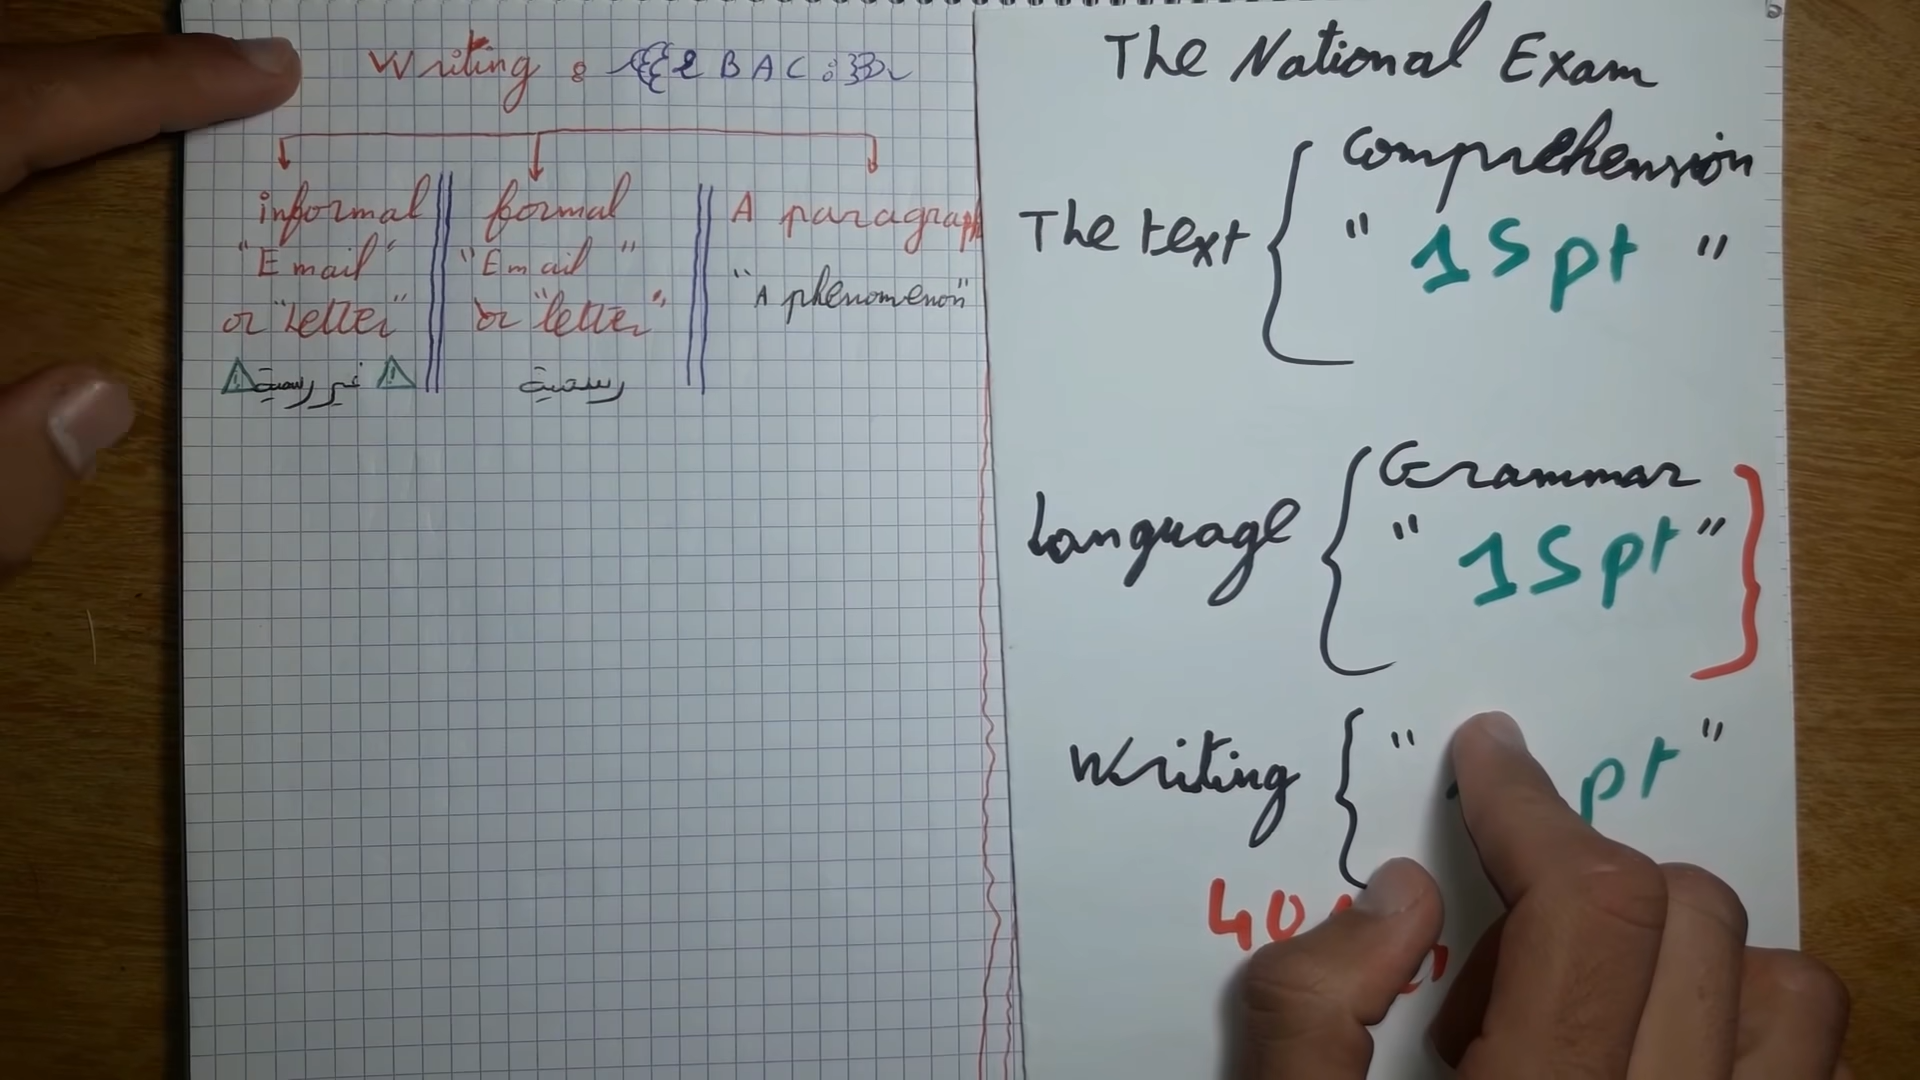 Writing : 2 BAC :
informal
"Email"
or "Letter"
غير رسمية
formal
"Email"
or "letter"
رسمية
A paragraph
"A phenomenon"
The National Exam
The text
Comprehension
" 15pt "
Language
Grammar
" 15pt "
Writing
" pt "
40